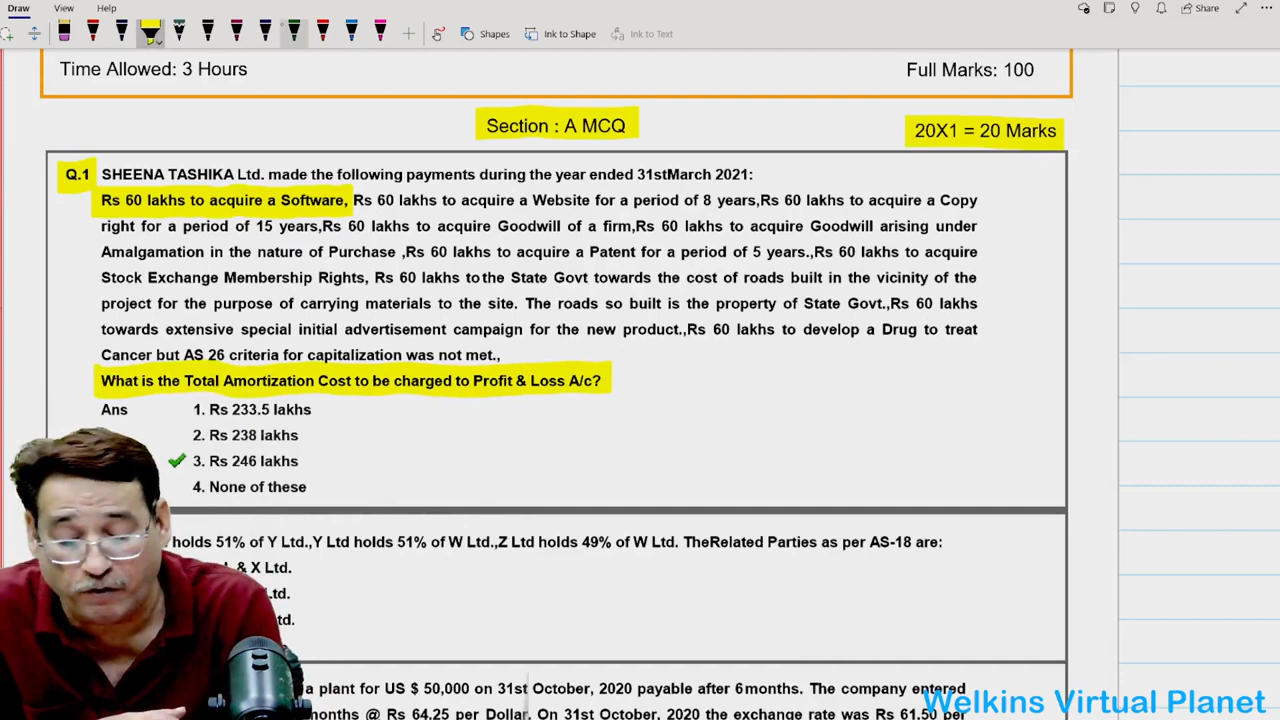 Draw View Help Share
Shapes Ink to Shape Ink to Text
Time Allowed: 3 Hours Full Marks: 100
Section : A MCQ
20X1 = 20 Marks
Q.1 SHEENA TASHIKA Ltd. made the following payments during the year ended 31stMarch 2021:
Rs 60 lakhs to acquire a Software, Rs 60 lakhs to acquire a Website for a period of 8 years,Rs 60 lakhs to acquire a Copy
right for a period of 15 years,Rs 60 lakhs to acquire Goodwill of a firm,Rs 60 lakhs to acquire Goodwill arising under
Amalgamation in the nature of Purchase ,Rs 60 lakhs to acquire a Patent for a period of 5 years.,Rs 60 lakhs to acquire
Stock Exchange Membership Rights, Rs 60 lakhs to the State Govt towards the cost of roads built in the vicinity of the
project for the purpose of carrying materials to the site. The roads so built is the property of State Govt.,Rs 60 lakhs
towards extensive special initial advertisement campaign for the new product.,Rs 60 lakhs to develop a Drug to treat
Cancer but AS 26 criteria for capitalization was not met.,
What is the Total Amortization Cost to be charged to Profit & Loss A/c?
Ans 1. Rs 233.5 lakhs
2. Rs 238 lakhs
3. Rs 246 lakhs
4. None of these
holds 51% of Y Ltd.,Y Ltd holds 51% of W Ltd.,Z Ltd holds 49% of W Ltd. TheRelated Parties as per AS-18 are:
& X Ltd.
Ltd.
td.
a plant for US $ 50,000 on 31st October, 2020 payable after 6 months. The company entered
months @ Rs 64.25 per Dollar. On 31st October, 2020 the exchange rate was Rs 61.50 per
Welkins Virtual Planet